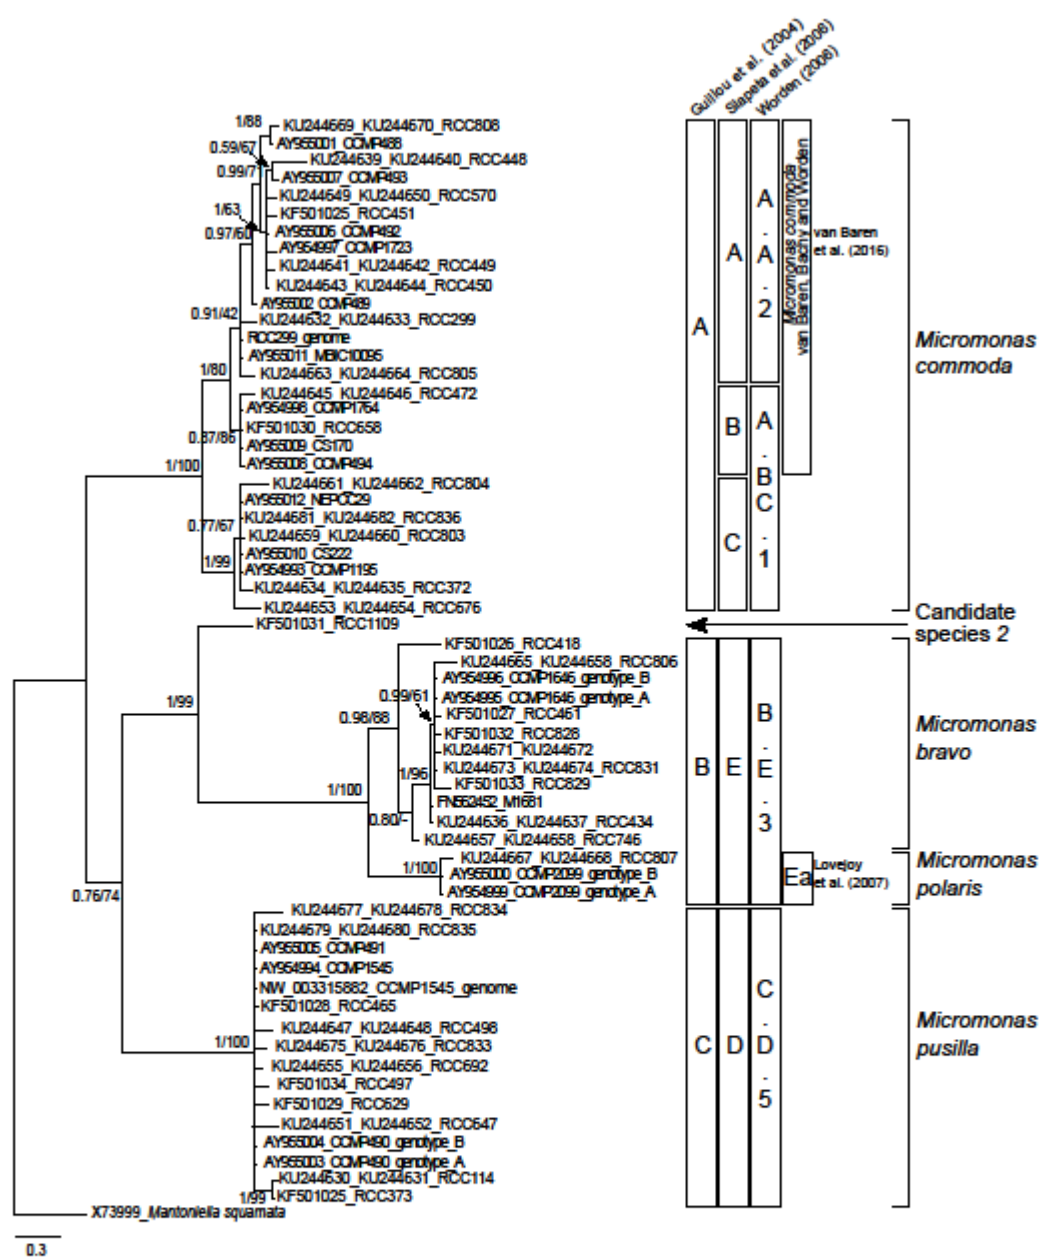 Guillou et al. (2004)
Slapeta et al. (2006)
Worden (2008)
1/88
KU244669_KU244670_RCC808
AY955001_CCMP488
0.59/67
KU244639_KU244640_RCC448
0.99/7
AY955007_CCMP493
KU244649_KU244650_RCC570
1/63
KF501025_RCC451
0.97/60
AY955006_CCMP492
AY954997_CCMP1723
KU244641_KU244642_RCC449
KU244643_KU244644_RCC450
AY955002_CCMP489
0.91/42
KU244632_KU244633_RCC299
RCC299_genome
AY955011_MBIC10095
1/80
KU244663_KU244664_RCC805
KU244645_KU244646_RCC472
AY954998_CCMP1764
0.87/86
KF501030_RCC658
AY955009_CS170
1/100
AY955008_CCMP494
KU244661_KU244662_RCC804
AY955012_NEPCC29
0.77/67
KU244681_KU244682_RCC836
KU244659_KU244660_RCC803
AY955010_CS222
1/99
AY954993_CCMP1195
KU244634_KU244635_RCC372
KU244653_KU244654_RCC676
A
A
B
C
A
.
A
.
2
A
.
B
C
.
1
Micromonas commoda
van Baren, Bachy and Worden
van Baren
et al. (2016)
Micromonas
commoda
KF501031_RCC1109
Candidate
species 2
KF501026_RCC418
KU244665_KU244658_RCC806
AY954996_CCMP1646_genotype_B
0.99/61
AY954995_CCMP1646_genotype_A
1/99
KF501027_RCC461
0.98/88
KF501032_RCC828
KU244671_KU244672
1/96
KU244673_KU244674_RCC831
KF501033_RCC829
1/100
FN562452_M1681
0.80/-
KU244636_KU244637_RCC434
KU244657_KU244658_RCC746
KU244667_KU244668_RCC807
1/100
AY955000_CCMP2099_genotype_B
AY954999_CCMP2099_genotype_A
B
E
B
.
E
.
3
Micromonas
bravo
Ea
Lovejoy
et al. (2007)
Micromonas
polaris
0.76/74
KU244677_KU244678_RCC834
KU244679_KU244680_RCC835
AY955005_CCMP491
AY954994_CCMP1545
NW_003315882_CCMP1545_genome
KF501028_RCC465
KU244647_KU244648_RCC498
1/100
KU244675_KU244676_RCC833
KU244655_KU244656_RCC692
KF501034_RCC497
KF501029_RCC629
KU244651_KU244652_RCC647
AY955004_CCMP490_genotype_B
AY955003_CCMP490_genotype_A
KU244630_KU244631_RCC114
1/99
KF501025_RCC373
C
D
C
.
D
.
5
Micromonas
pusilla
X73999_Mantoniella squamata
0.3